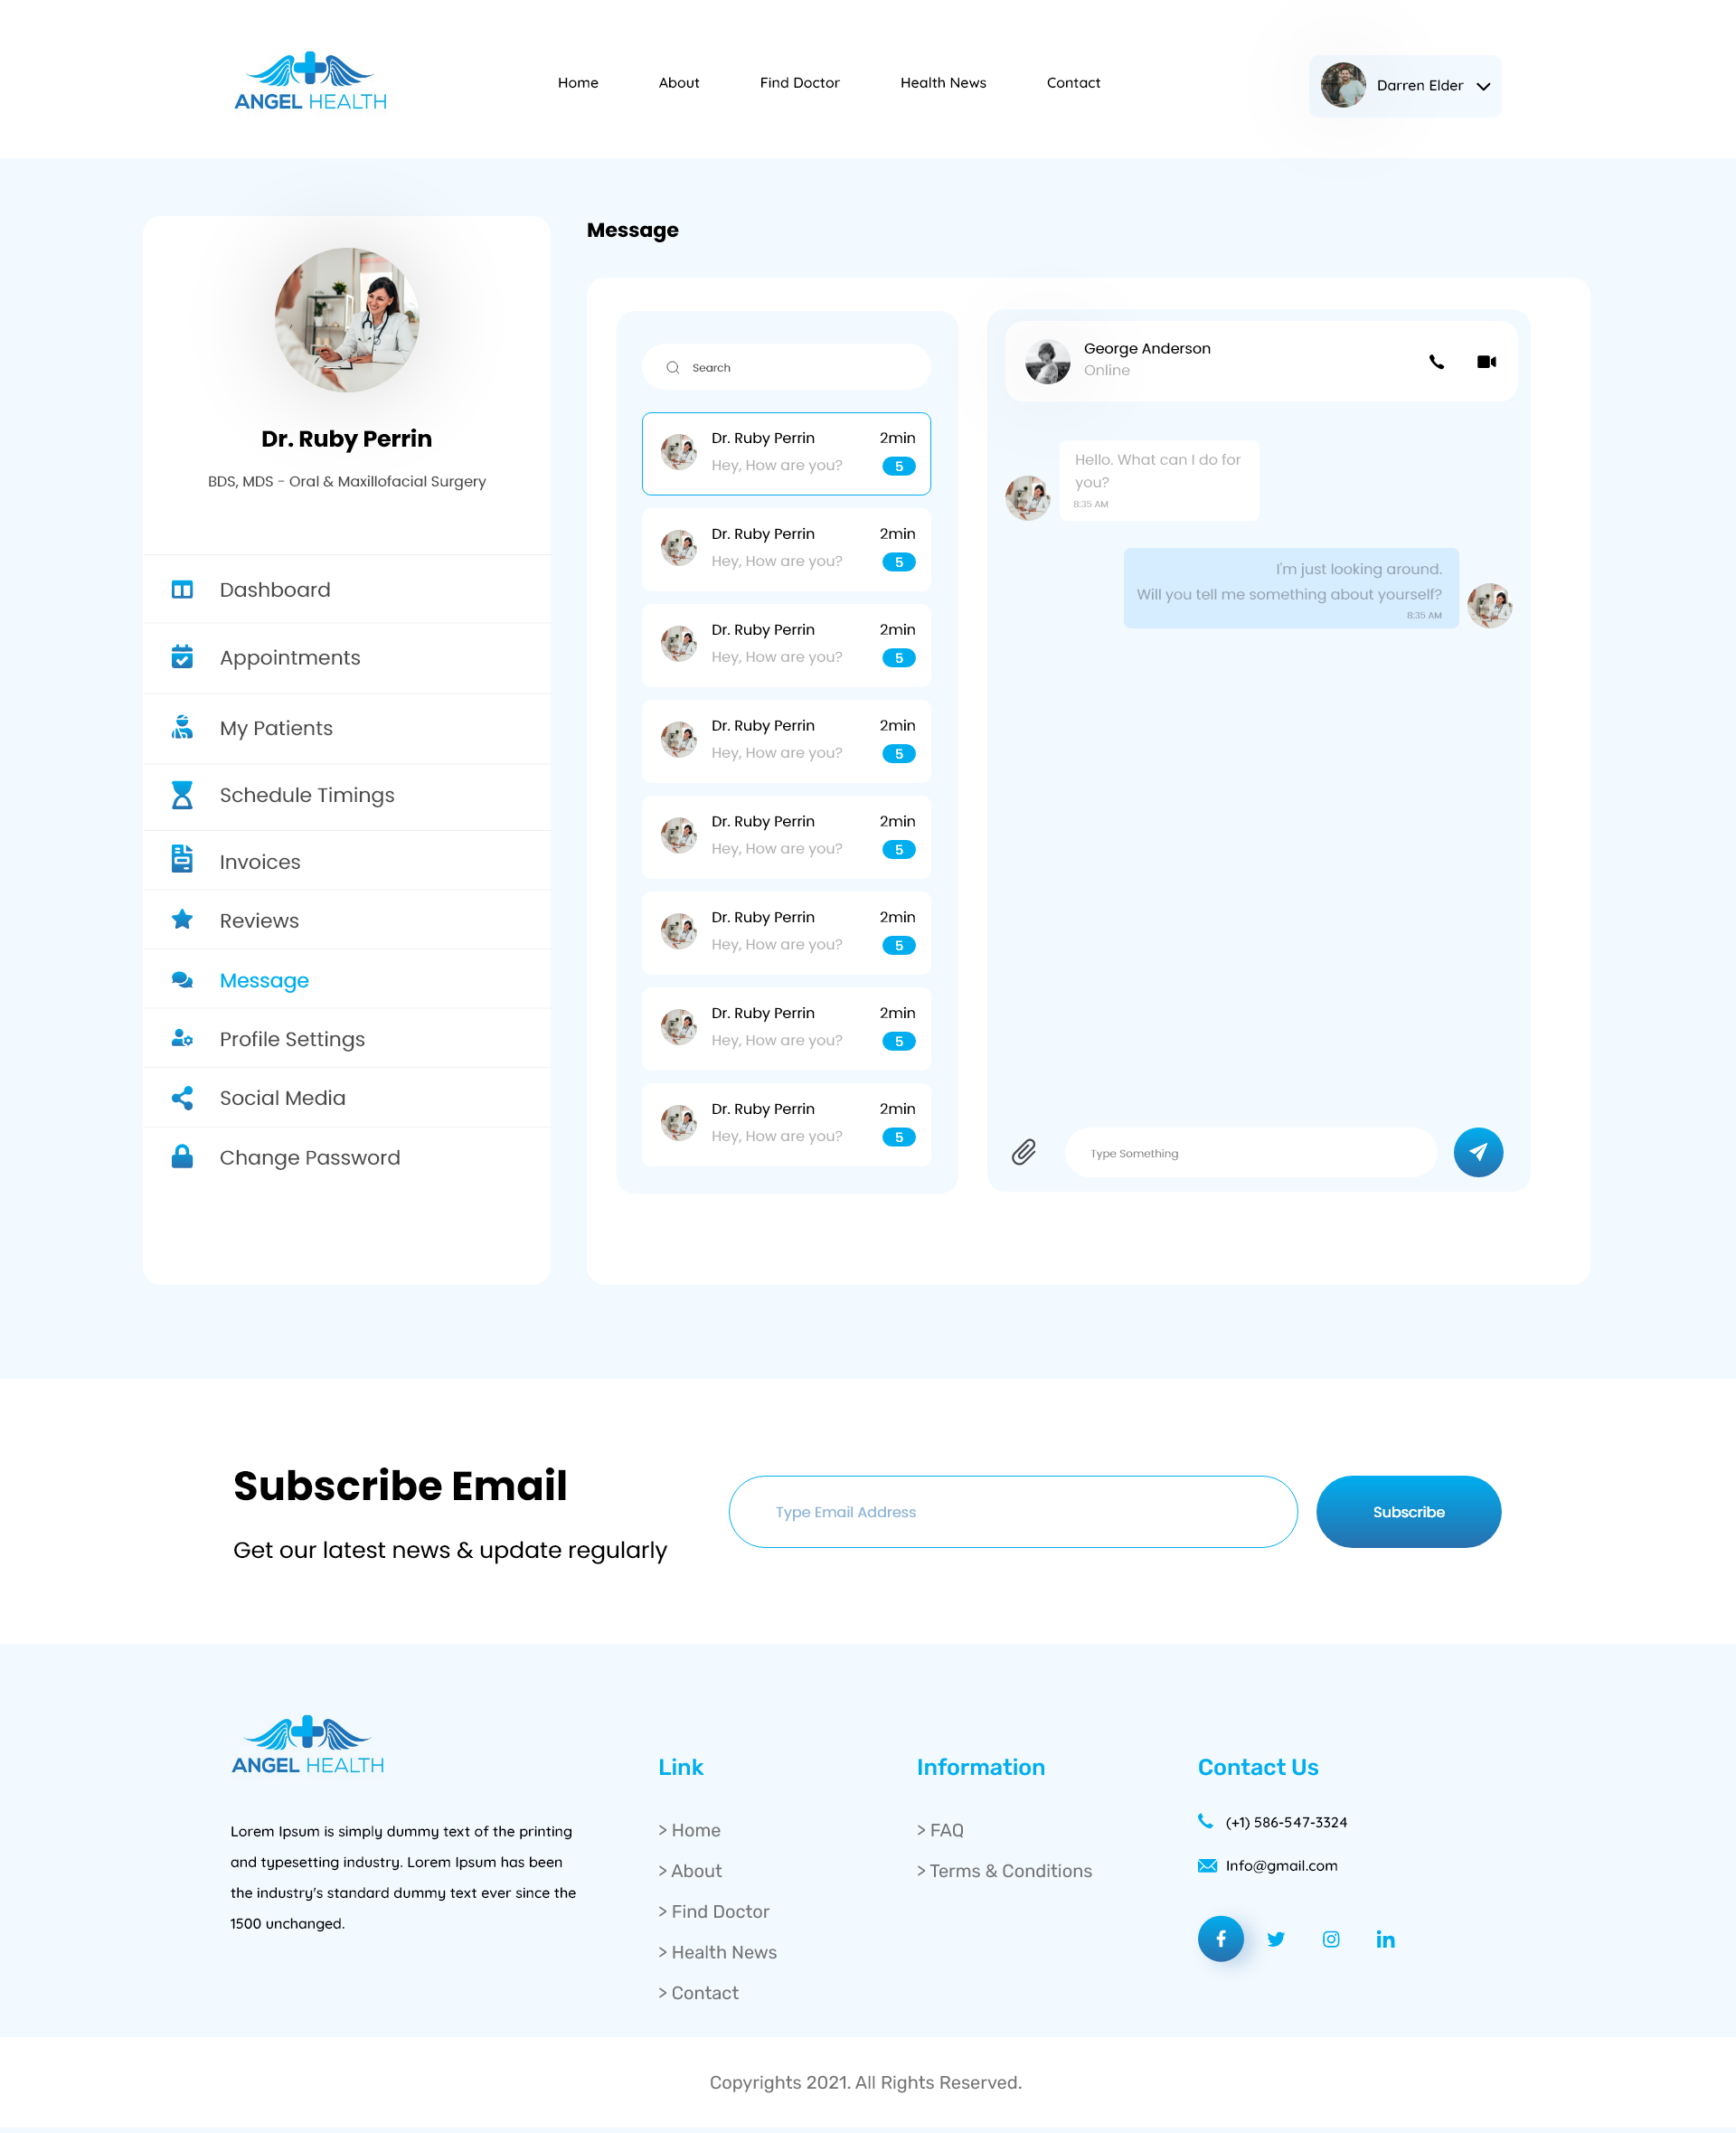 ANGEL HEALTH
Home
About
Find Doctor
Health News
Contact
Darren Elder
Dr. Ruby Perrin
BDS, MDS - Oral & Maxillofacial Surgery
Dashboard
Appointments
My Patients
Schedule Timings
Invoices
Reviews
Message
Profile Settings
Social Media
Change Password
Message
Search
Dr. Ruby Perrin 2min
Hey, How are you? 5
Dr. Ruby Perrin 2min
Hey, How are you? 5
Dr. Ruby Perrin 2min
Hey, How are you? 5
Dr. Ruby Perrin 2min
Hey, How are you? 5
Dr. Ruby Perrin 2min
Hey, How are you? 5
Dr. Ruby Perrin 2min
Hey, How are you? 5
Dr. Ruby Perrin 2min
Hey, How are you? 5
Dr. Ruby Perrin 2min
Hey, How are you? 5
George Anderson
Online
Hello. What can I do for
you?
8:35 AM
I'm just looking around.
Will you tell me something about yourself?
8:35 AM
Type Something
Subscribe Email
Get our latest news & update regularly
Type Email Address
Subscribe
ANGEL HEALTH
Lorem Ipsum is simply dummy text of the printing
and typesetting industry. Lorem Ipsum has been
the industry's standard dummy text ever since the
1500 unchanged.
Link
> Home
> About
> Find Doctor
> Health News
> Contact
Information
> FAQ
> Terms & Conditions
Contact Us
(+1) 586-547-3324
Info@gmail.com
Copyrights 2021. All Rights Reserved.